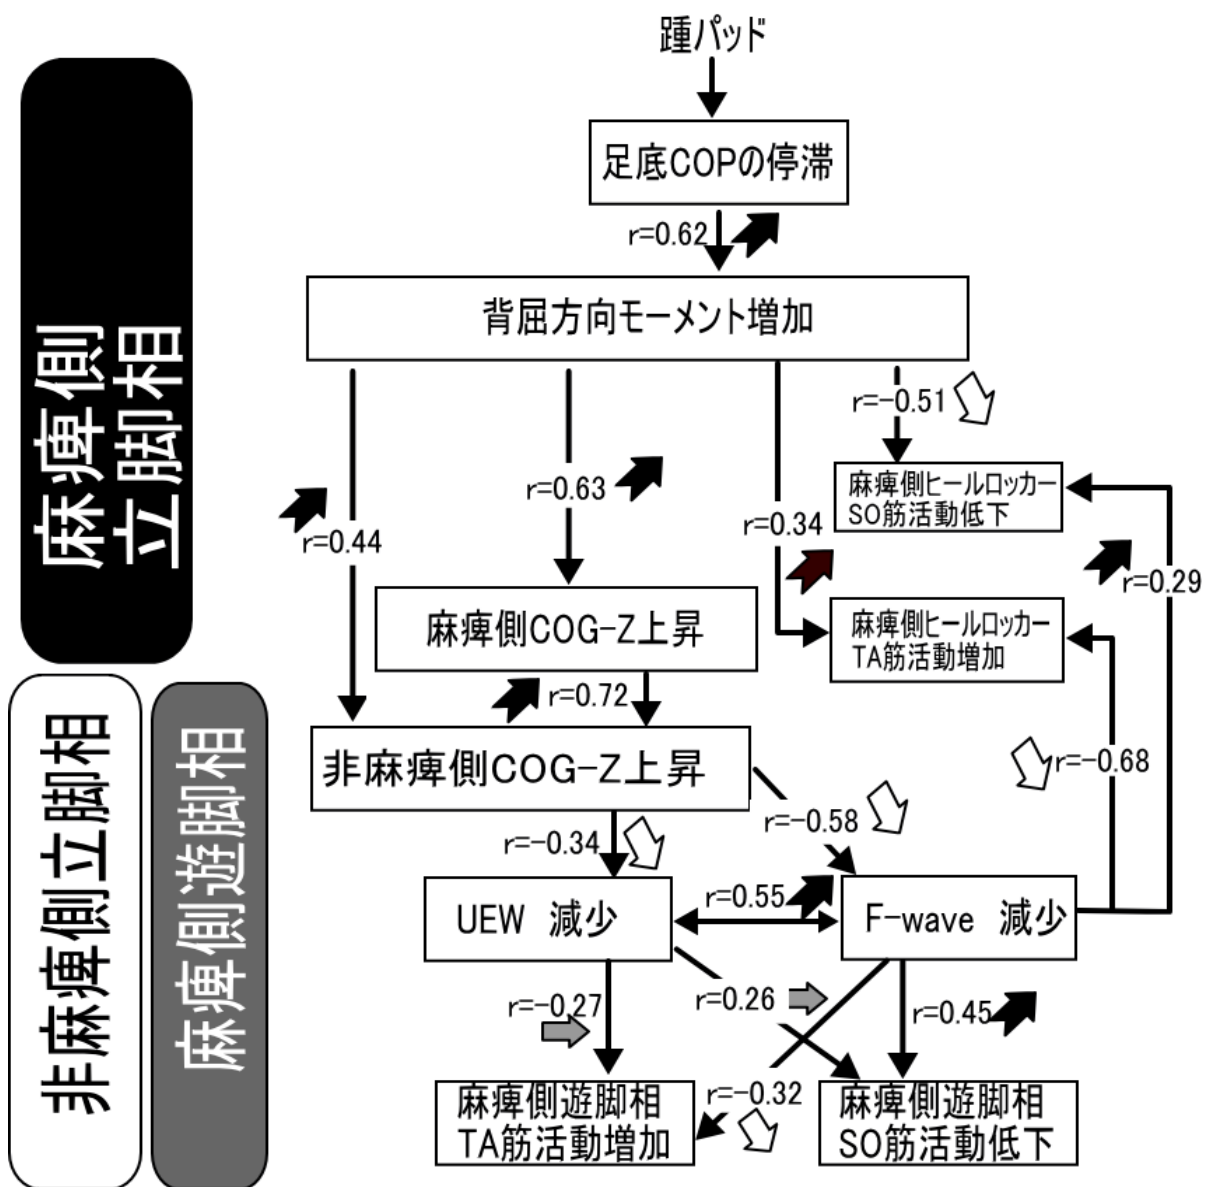 踵パッド
足底COPの停滞
r=0.62
背屈方向モーメント増加
r=-0.51
麻痺側ヒールロッカー
SO筋活動低下
r=0.63
r=0.34
r=0.44
r=0.29
麻痺側COG-Z上昇
麻痺側ヒールロッカー
TA筋活動増加
r=0.72
非麻痺側COG-Z上昇
r=-0.68
r=-0.58
r=-0.34
UEW 減少
r=0.55
F-wave 減少
r=-0.27
r=0.26
r=0.45
r=-0.32
麻痺側遊脚相
TA筋活動増加
麻痺側遊脚相
SO筋活動低下
麻痺側
立脚相
非麻痺側立脚相
麻痺側遊脚相